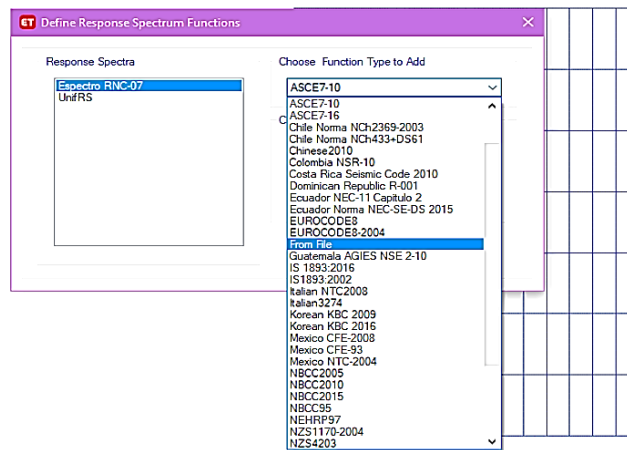 ET Define Response Spectrum Functions
Response Spectra
Espectro RNC-07
UnifRS
Choose Function Type to Add
ASCE7-10
ASCE7-10
ASCE7-16
Chile Norma NCh2369-2003
Chile Norma NCh433+DS61
Chinese2010
Colombia NSR-10
Costa Rica Seismic Code 2010
Dominican Republic R-001
Ecuador NEC-11 Capitulo 2
Ecuador Norma NEC-SE-DS 2015
EUROCODE8
EUROCODE8-2004
From File
Guatemala AGIES NSE 2-10
IS 1893:2016
IS1893:2002
Italian NTC2008
Italian3274
Korean KBC 2009
Korean KBC 2016
Mexico CFE-2008
Mexico CFE-93
Mexico NTC-2004
NBCC2005
NBCC2010
NBCC2015
NBCC95
NEHRP97
NZS1170-2004
NZS4203